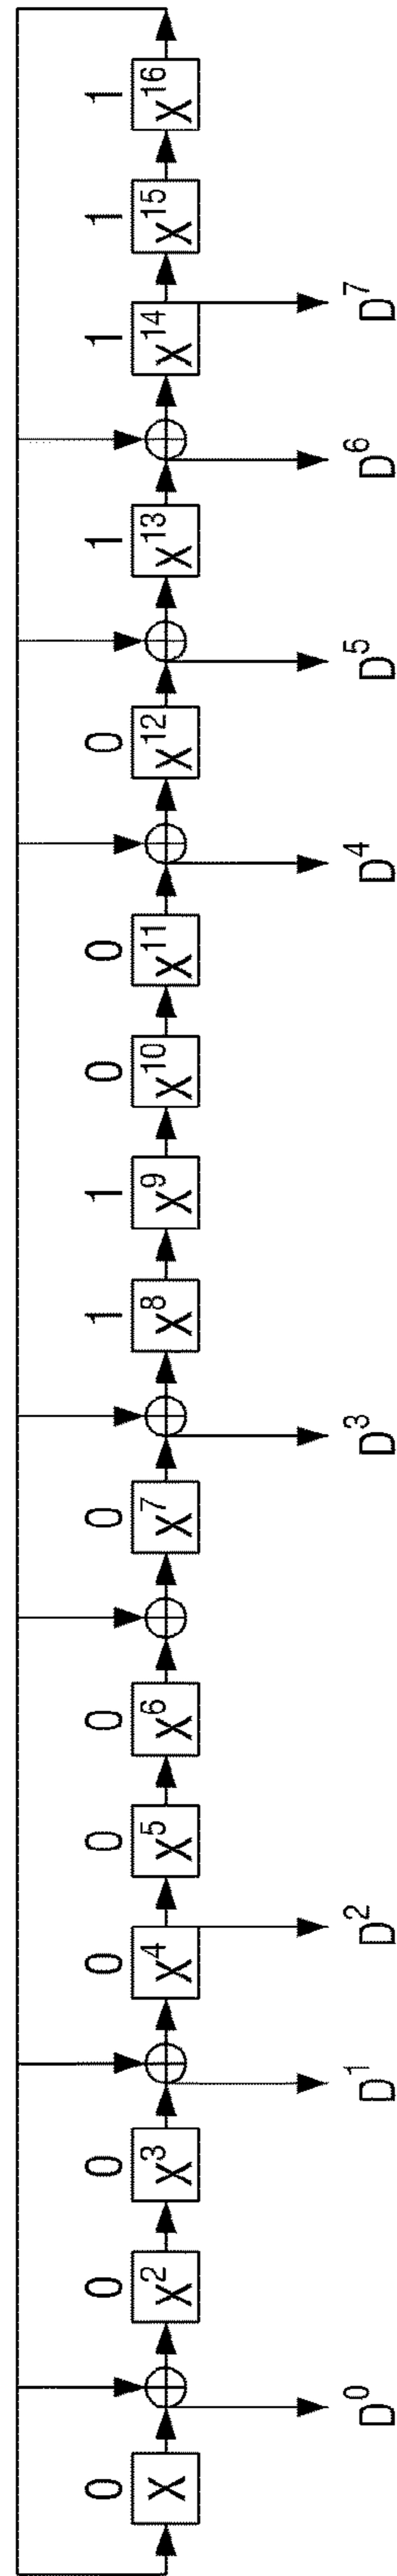 0 0 0 0 0 0 0 1 1 0 0 0 1 1 1 1
X X² X³ X⁴ X⁵ X⁶ X⁷ X⁸ X⁹ X¹⁰ X¹¹ X¹² X¹³ X¹⁴ X¹⁵ X¹⁶
D⁰ D¹ D² D³ D⁴ D⁵ D⁶ D⁷